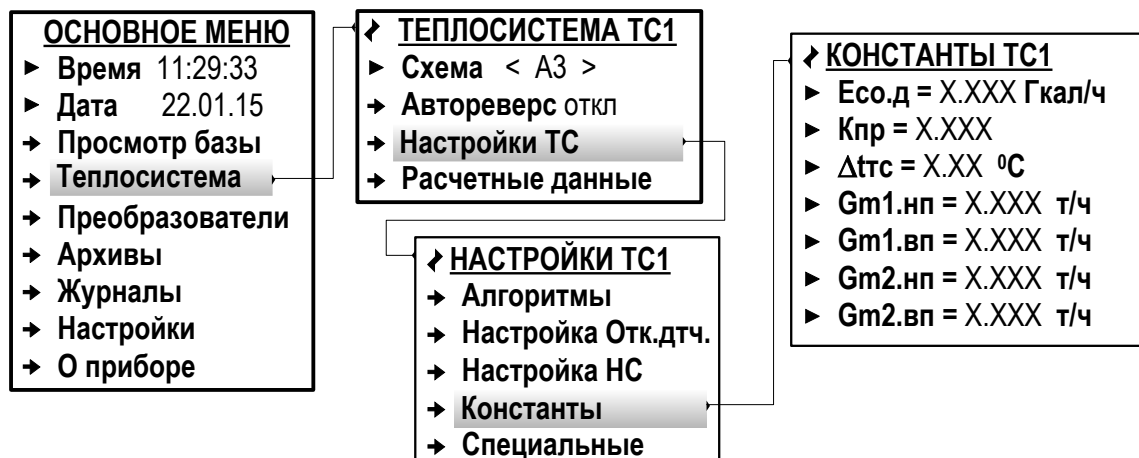 ОСНОВНОЕ МЕНЮ
Время 11:29:33
Дата 22.01.15
Просмотр базы
Теплосистема
Преобразователи
Архивы
Журналы
Настройки
О приборе
ТЕПЛОСИСТЕМА ТС1
Схема < А3 >
Автореверс откл
Настройки ТС
Расчетные данные
НАСТРОЙКИ ТС1
Алгоритмы
Настройка Отк.дтч.
Настройка НС
Константы
Специальные
КОНСТАНТЫ ТС1
Eco.д = X.XXX Гкал/ч
Кпр = X.XXX
Δtтс = X.XX ⁰С
Gm1.нп = X.XXX т/ч
Gm1.вп = X.XXX т/ч
Gm2.нп = X.XXX т/ч
Gm2.вп = X.XXX т/ч